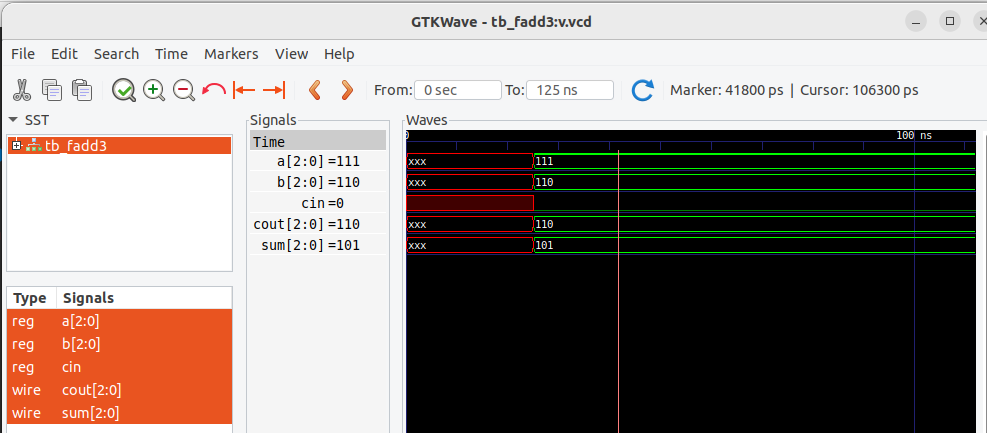 GTKWave - tb_fadd3:v.vcd
File Edit Search Time Markers View Help
From: 0 sec To: 125 ns Marker: 41800 ps | Cursor: 106300 ps
SST
tb_fadd3
Type Signals
reg a[2:0]
reg b[2:0]
reg cin
wire cout[2:0]
wire sum[2:0]
Signals
Time
a[2:0] =111
b[2:0] =110
cin =0
cout[2:0] =110
sum[2:0] =101
Waves
0 100 ns
xxx 111
xxx 110
xxx 110
xxx 101